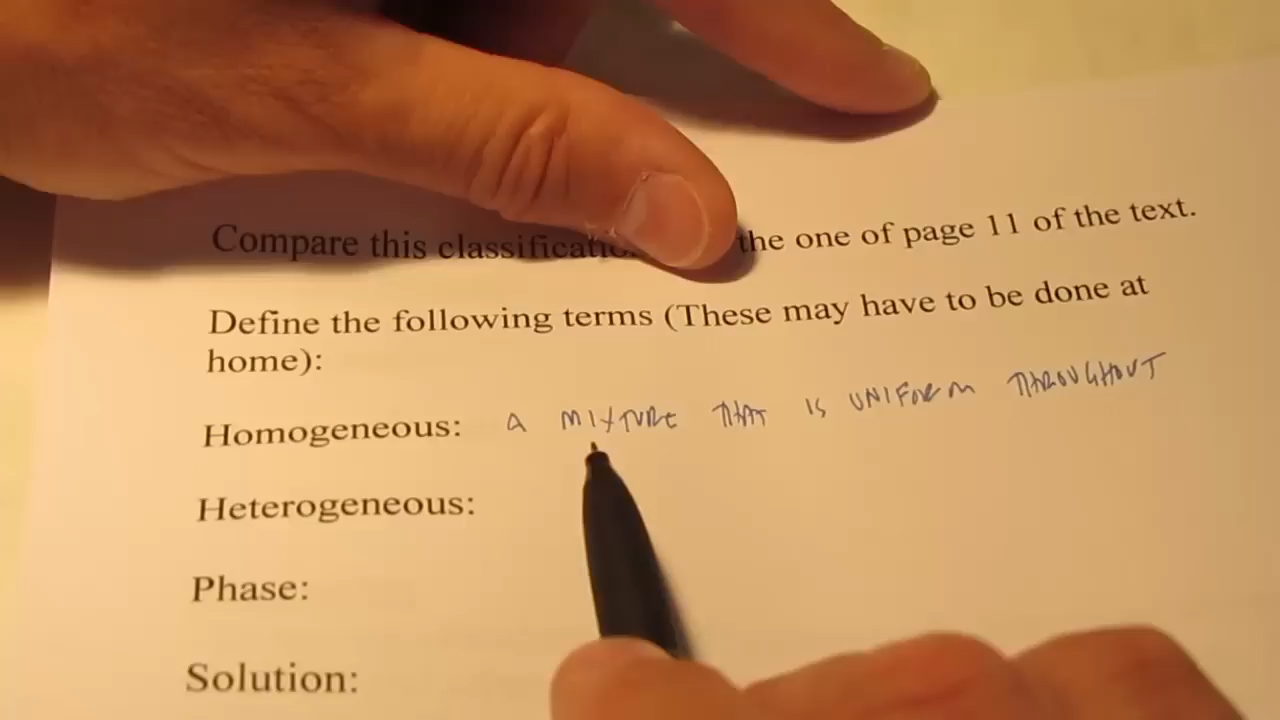 Compare this classificatio the one of page 11 of the text.
Define the following terms (These may have to be done at
home):
Homogeneous: A MIXTURE THAT IS UNIFORM THROUGHOUT
Heterogeneous:
Phase:
Solution: